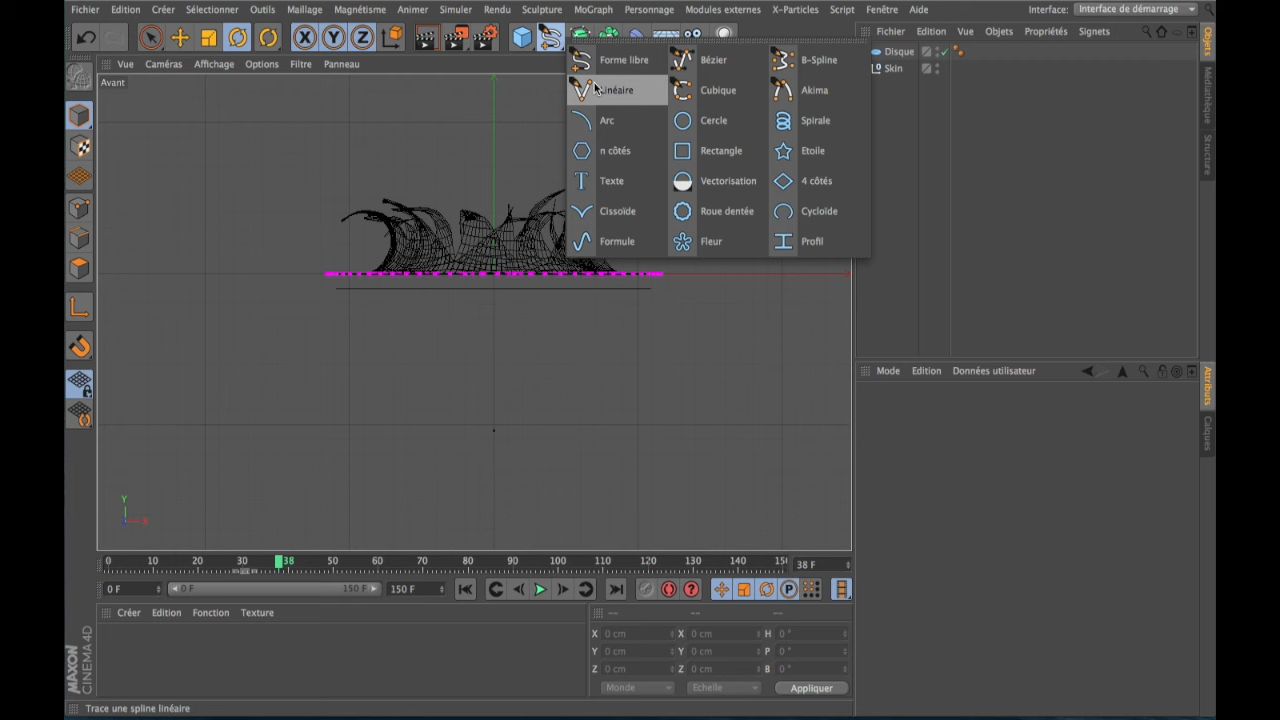 Fichier Edition Créer Sélectionner Outils Maillage Magnétisme Animer Simuler Rendu Sculpture MoGraph Personnage Modules externes X-Particles Script Fenêtre Aide Interface: Interface de démarrage
Fichier Edition Vue Objets Propriétés Signets
Vue Caméras Affichage Options Filtre Panneau
Avant
Forme libre Bézier B-Spline
Linéaire Cubique Akima
Arc Cercle Spirale
n côtés Rectangle Etoile
Texte Vectorisation 4 côtés
Cissoïde Roue dentée Cycloïde
Formule Fleur Profil
Disque
Skin
Objets
Médiathèque
Structure
Mode Edition Données utilisateur
Attributs
Calques
Y
X
0 10 20 30 38 50 60 70 80 90 100 110 120 130 140 38 F
0 F 0 F 150 F 150 F
Créer Edition Fonction Texture
-- -- --
X 0 cm X 0 cm H 0 °
Y 0 cm Y 0 cm P 0 °
Z 0 cm Z 0 cm B 0 °
Monde Echelle Appliquer
MAXON
CINEMA 4D
Trace une spline linéaire